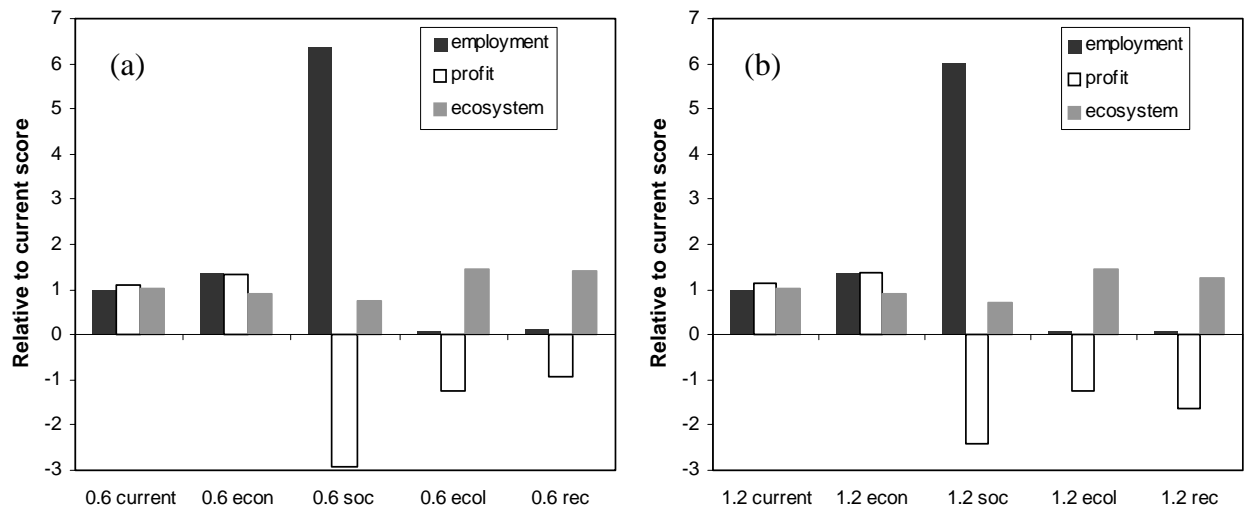 (a)
employment
profit
ecosystem
Relative to current score
7
6
5
4
3
2
1
0
-1
-2
-3
0.6 current
0.6 econ
0.6 soc
0.6 ecol
0.6 rec
(b)
employment
profit
ecosystem
Relative to current score
7
6
5
4
3
2
1
0
-1
-2
-3
1.2 current
1.2 econ
1.2 soc
1.2 ecol
1.2 rec